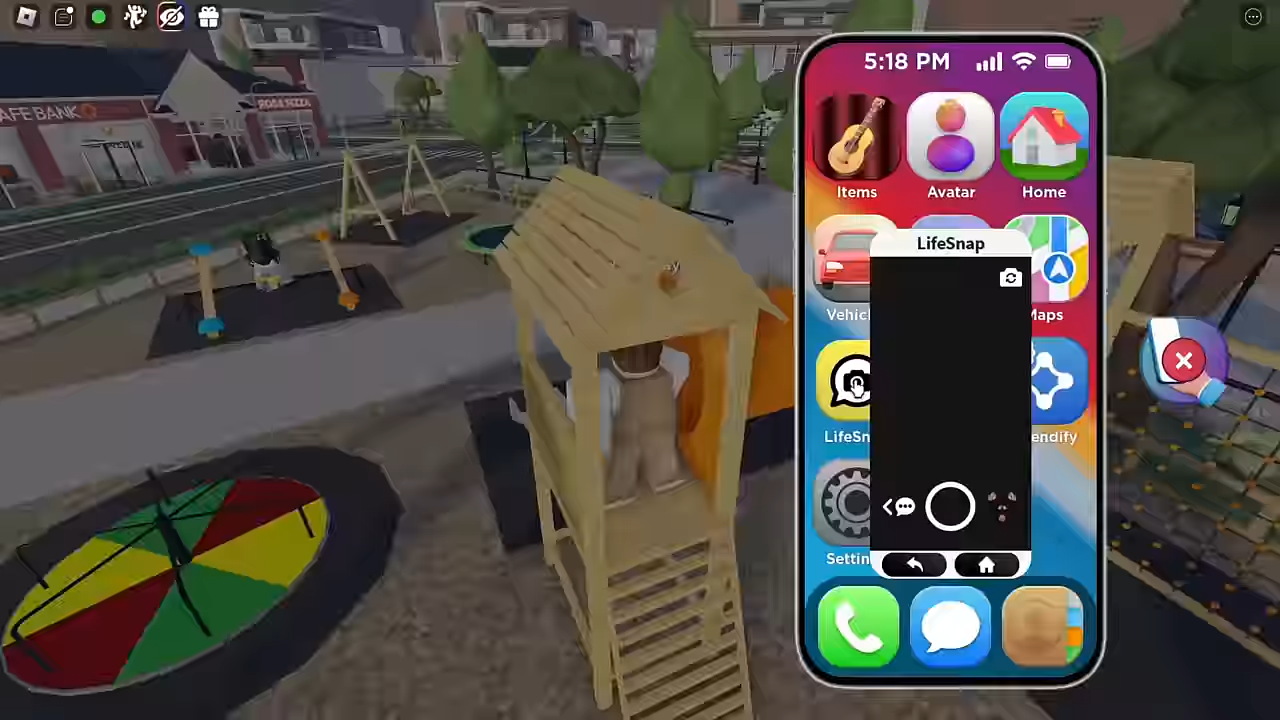 5:18 PM
AFE BANK
ROSE PIZZA
Items
Avatar
Home
LifeSnap
Vehic
Maps
LifeSn
endify
Settin